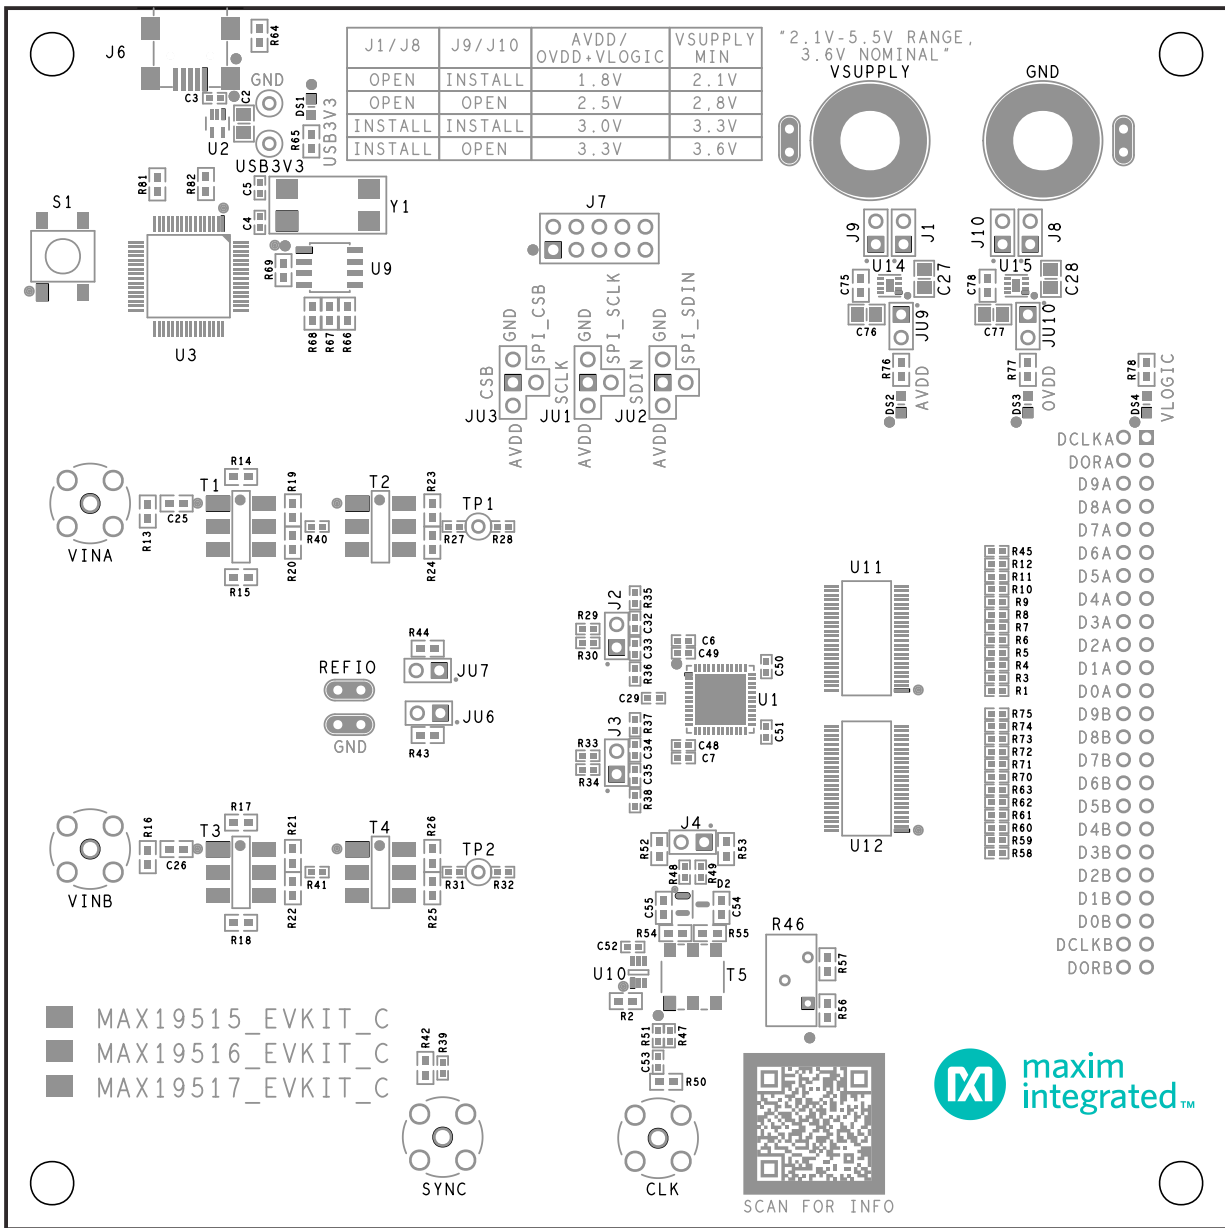 J6
R64
GND
C3
C2
U2
DS1
USB3V3
R65
USB3V3
J1/J8 J9/J10 AVDD/ OVDD+VLOGIC VSUPPLY MIN
OPEN INSTALL 1.8V 2.1V
OPEN OPEN 2.5V 2,8V
INSTALL INSTALL 3.0V 3.3V
INSTALL OPEN 3.3V 3.6V
"2.1V-5.5V RANGE,
3.6V NOMINAL"
VSUPPLY
GND
S1
R81
R82
C5
C4
Y1
R69
U9
U3
R68
R67
R66
J7
J9
J1
J10
J8
U14
U15
C75
C27
C78
C28
C76
JU9
C77
JU10
R76
R77
R78
DS2
AVDD
DS3
OVDD
DS4
VLOGIC
GND
SPI_CSB
CSB
JU3
AVDD
GND
SPI_SCLK
SCLK
JU1
AVDD
GND
SPI_SDIN
SDIN
JU2
AVDD
DCLKA
DORA
D9A
D8A
D7A
D6A
D5A
D4A
D3A
D2A
D1A
D0A
D9B
D8B
D7B
D6B
D5B
D4B
D3B
D2B
D1B
D0B
DCLKB
DORB
VINA
R13
C25
T1
R14
R15
R19
R20
R40
T2
R23
R24
R27
TP1
R28
R44
JU7
REFIO
GND
JU6
R43
J2
R29
R30
R35
C32
C33
R36
C6
C49
C50
C29
U1
C51
C48
C7
J3
R33
R34
R37
C34
C35
R38
U11
U12
R45
R12
R11
R10
R9
R8
R7
R6
R5
R4
R3
R1
R75
R74
R73
R72
R71
R70
R63
R62
R61
R60
R59
R58
VINB
R16
C26
T3
R17
R18
R21
R22
R41
T4
R26
R25
R31
TP2
R32
J4
R52
R53
R48
R49
D2
C55
C54
R54
R55
C52
U10
T5
R2
R51
R47
C53
R50
R46
R57
R56
MAX19515_EVKIT_C
MAX19516_EVKIT_C
MAX19517_EVKIT_C
R42
R39
SYNC
CLK
SCAN FOR INFO
maxim
integrated™